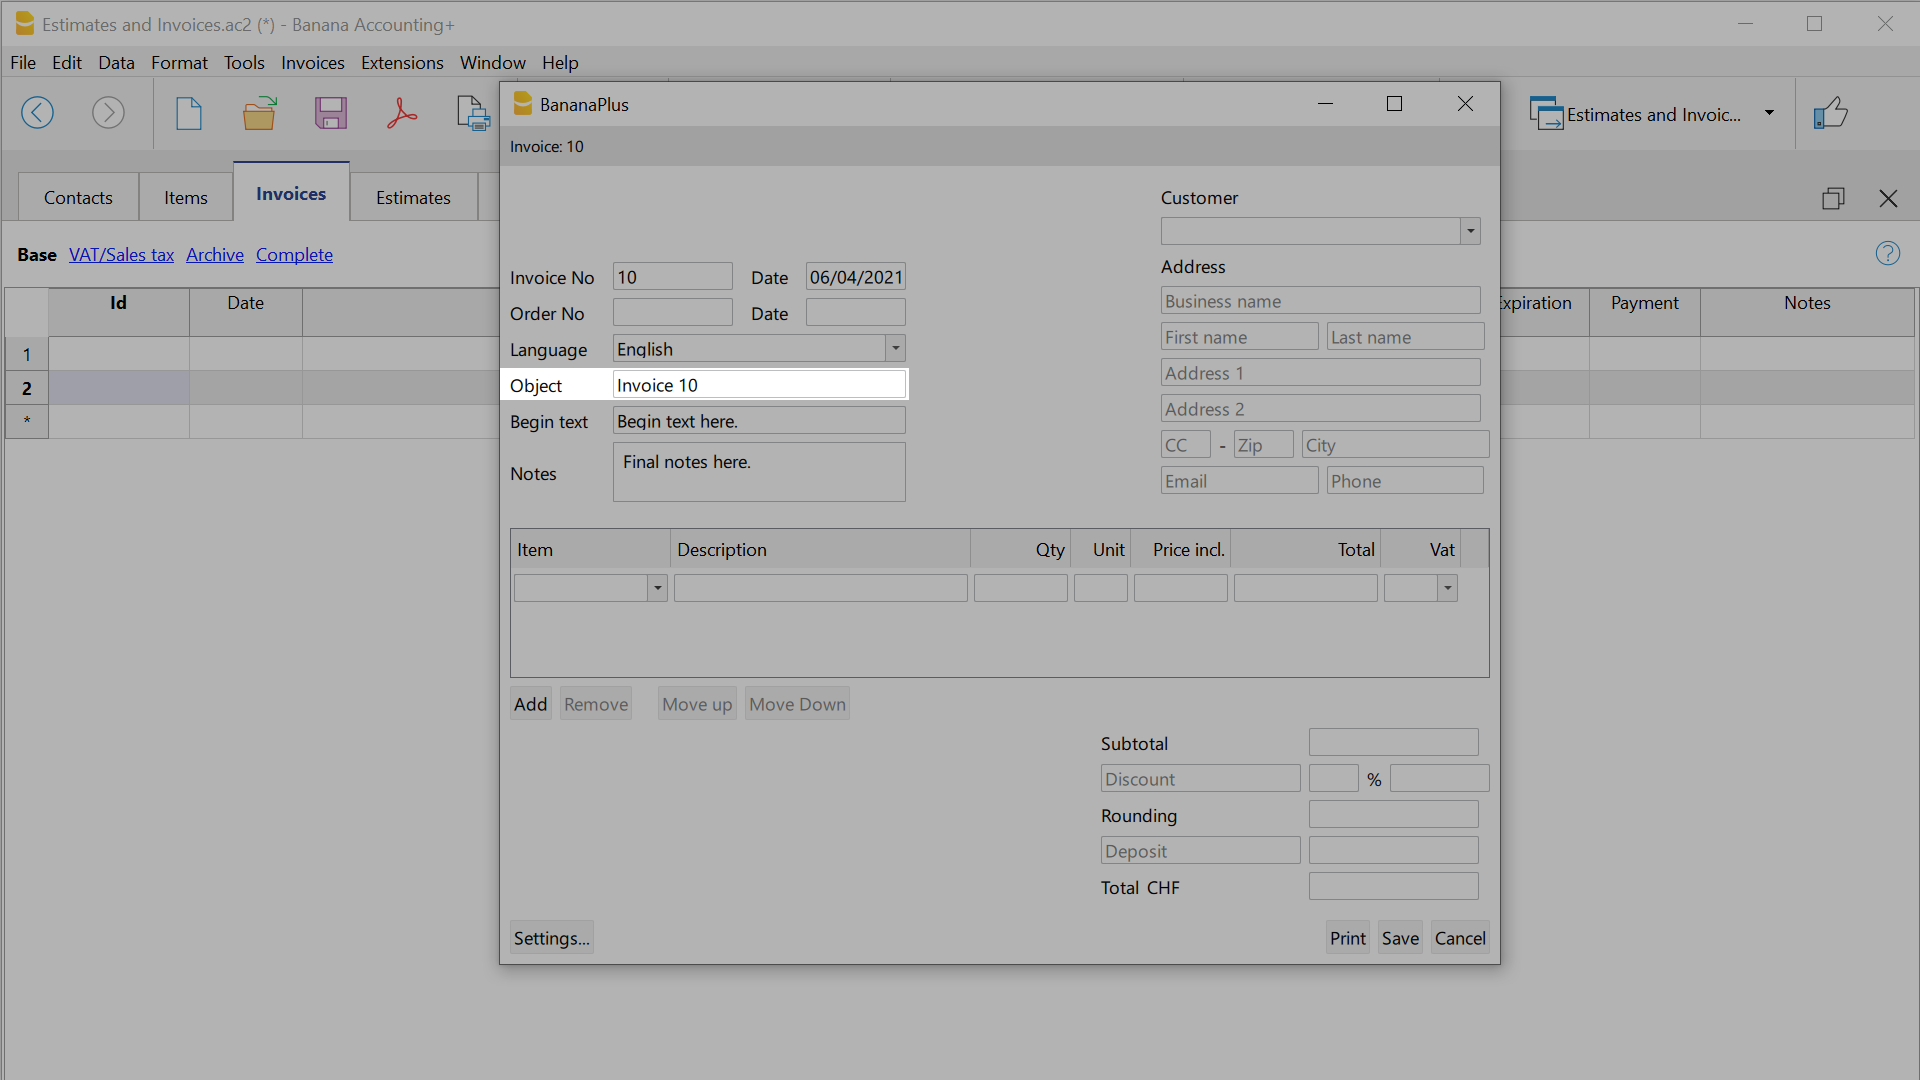 Estimates and Invoices.ac2 (*) - Banana Accounting+
File Edit Data Format Tools Invoices Extensions Window Help
Estimates and Invoic...
Contacts Items Invoices Estimates
Base VAT/Sales tax Archive Complete
Id Date Expiration Payment Notes
1
2
*
BananaPlus
Invoice: 10
Customer
Address
Business name
First name Last name
Address 1
Address 2
CC - Zip City
Email Phone
Invoice No 10 Date 06/04/2021
Order No Date
Language English
Object Invoice 10
Begin text Begin text here.
Notes Final notes here.
Item Description Qty Unit Price incl. Total Vat
Add Remove Move up Move Down
Subtotal
Discount %
Rounding
Deposit
Total CHF
Settings... Print Save Cancel